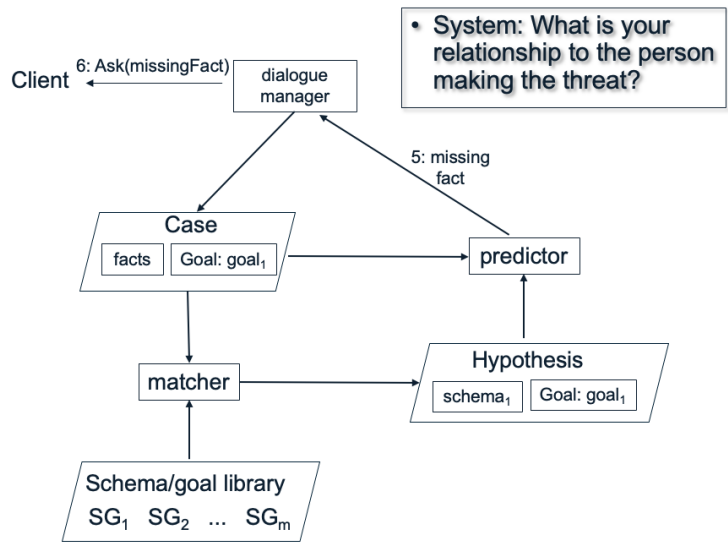 • System: What is your
relationship to the person
making the threat?
Client
6: Ask(missingFact)
dialogue
manager
5: missing
fact
Case
facts
Goal: goal₁
predictor
matcher
Hypothesis
schema₁
Goal: goal₁
Schema/goal library
SG₁ SG₂ ... SGₘ